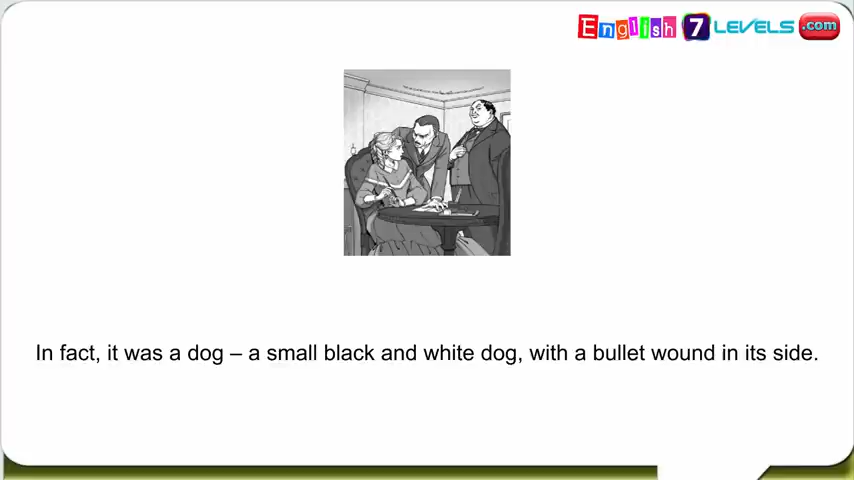 English 7 LEVELS .com
In fact, it was a dog – a small black and white dog, with a bullet wound in its side.